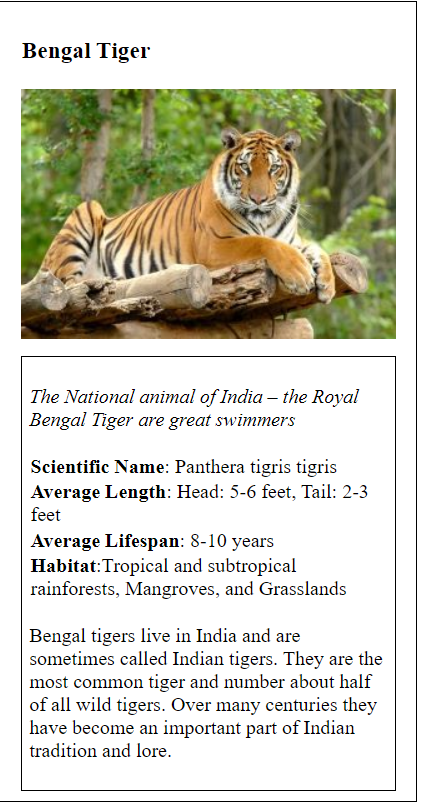 Bengal Tiger
The National animal of India – the Royal
Bengal Tiger are great swimmers
Scientific Name: Panthera tigris tigris
Average Length: Head: 5-6 feet, Tail: 2-3
feet
Average Lifespan: 8-10 years
Habitat:Tropical and subtropical
rainforests, Mangroves, and Grasslands
Bengal tigers live in India and are
sometimes called Indian tigers. They are the
most common tiger and number about half
of all wild tigers. Over many centuries they
have become an important part of Indian
tradition and lore.